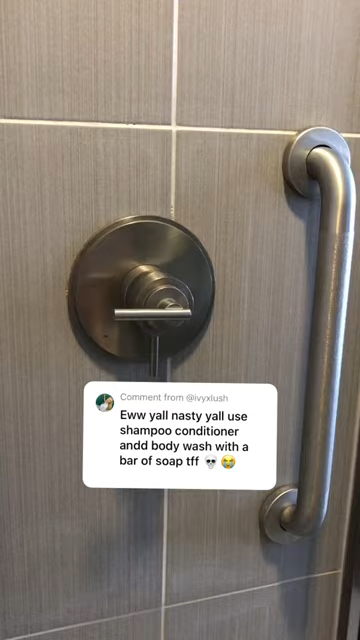 Comment from @ivyxlush
Eww yall nasty yall use
shampoo conditioner
andd body wash with a
bar of soap tff 💀😭